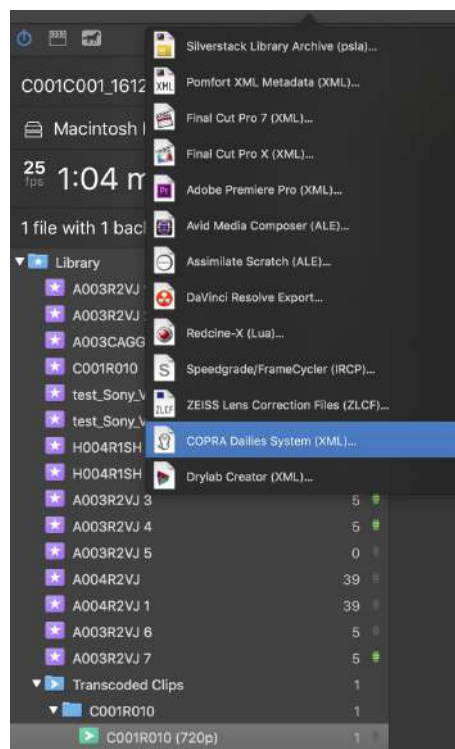 Silverstack Library Archive (psla)...
C001C001_1612
XML
Pomfort XML Metadata (XML)...
Final Cut Pro 7 (XML)...
Macintosh
Final Cut Pro X (XML)...
25
fps
1:04 m
Pr
Adobe Premiere Pro (XML)...
1 file with 1 bac
Avid Media Composer (ALE)...
Library
Assimilate Scratch (ALE)...
A003R2VJ
DaVinci Resolve Export...
A003R2VJ
A003CAGG
Redcine-X (Lua)...
C001R010
S
Speedgrade/FrameCycler (IRCP)...
test_Sony_V
ZLCF
ZEISS Lens Correction Files (ZLCF)...
test_Sony_V
H004R1SH
COPRA Dailies System (XML)...
H004R1SH
Drylab Creator (XML)...
A003R2VJ 3 5 #
A003R2VJ 4 5 #
A003R2VJ 5 0
A004R2VJ 39
A004R2VJ 1 39
A003R2VJ 6 5
A003R2VJ 7 5 #
Transcoded Clips 1
C001R010 1
C001R010 (720p) 1